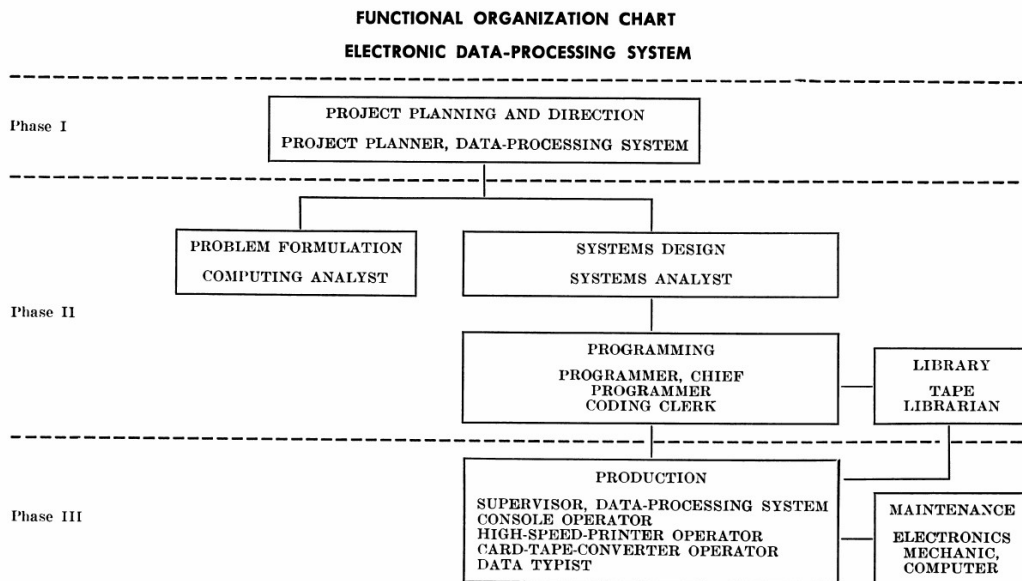 FUNCTIONAL ORGANIZATION CHART
ELECTRONIC DATA-PROCESSING SYSTEM
Phase I
PROJECT PLANNING AND DIRECTION
PROJECT PLANNER, DATA-PROCESSING SYSTEM
Phase II
PROBLEM FORMULATION
COMPUTING ANALYST
SYSTEMS DESIGN
SYSTEMS ANALYST
PROGRAMMING
PROGRAMMER, CHIEF
PROGRAMMER
CODING CLERK
LIBRARY
TAPE
LIBRARIAN
Phase III
PRODUCTION
SUPERVISOR, DATA-PROCESSING SYSTEM
CONSOLE OPERATOR
HIGH-SPEED-PRINTER OPERATOR
CARD-TAPE-CONVERTER OPERATOR
DATA TYPIST
MAINTENANCE
ELECTRONICS
MECHANIC,
COMPUTER